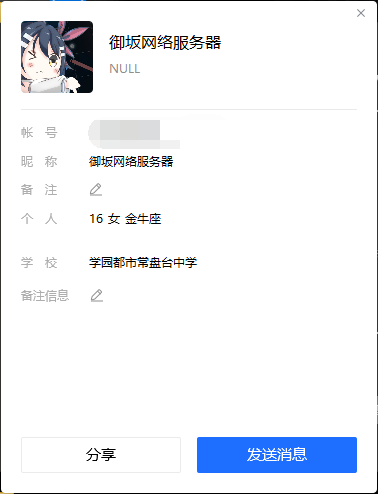 御坂网络服务器
NULL
帐 号
昵 称 御坂网络服务器
备 注
个 人 16 女 金牛座
学 校 学园都市常盘台中学
备注信息
分享 发送消息